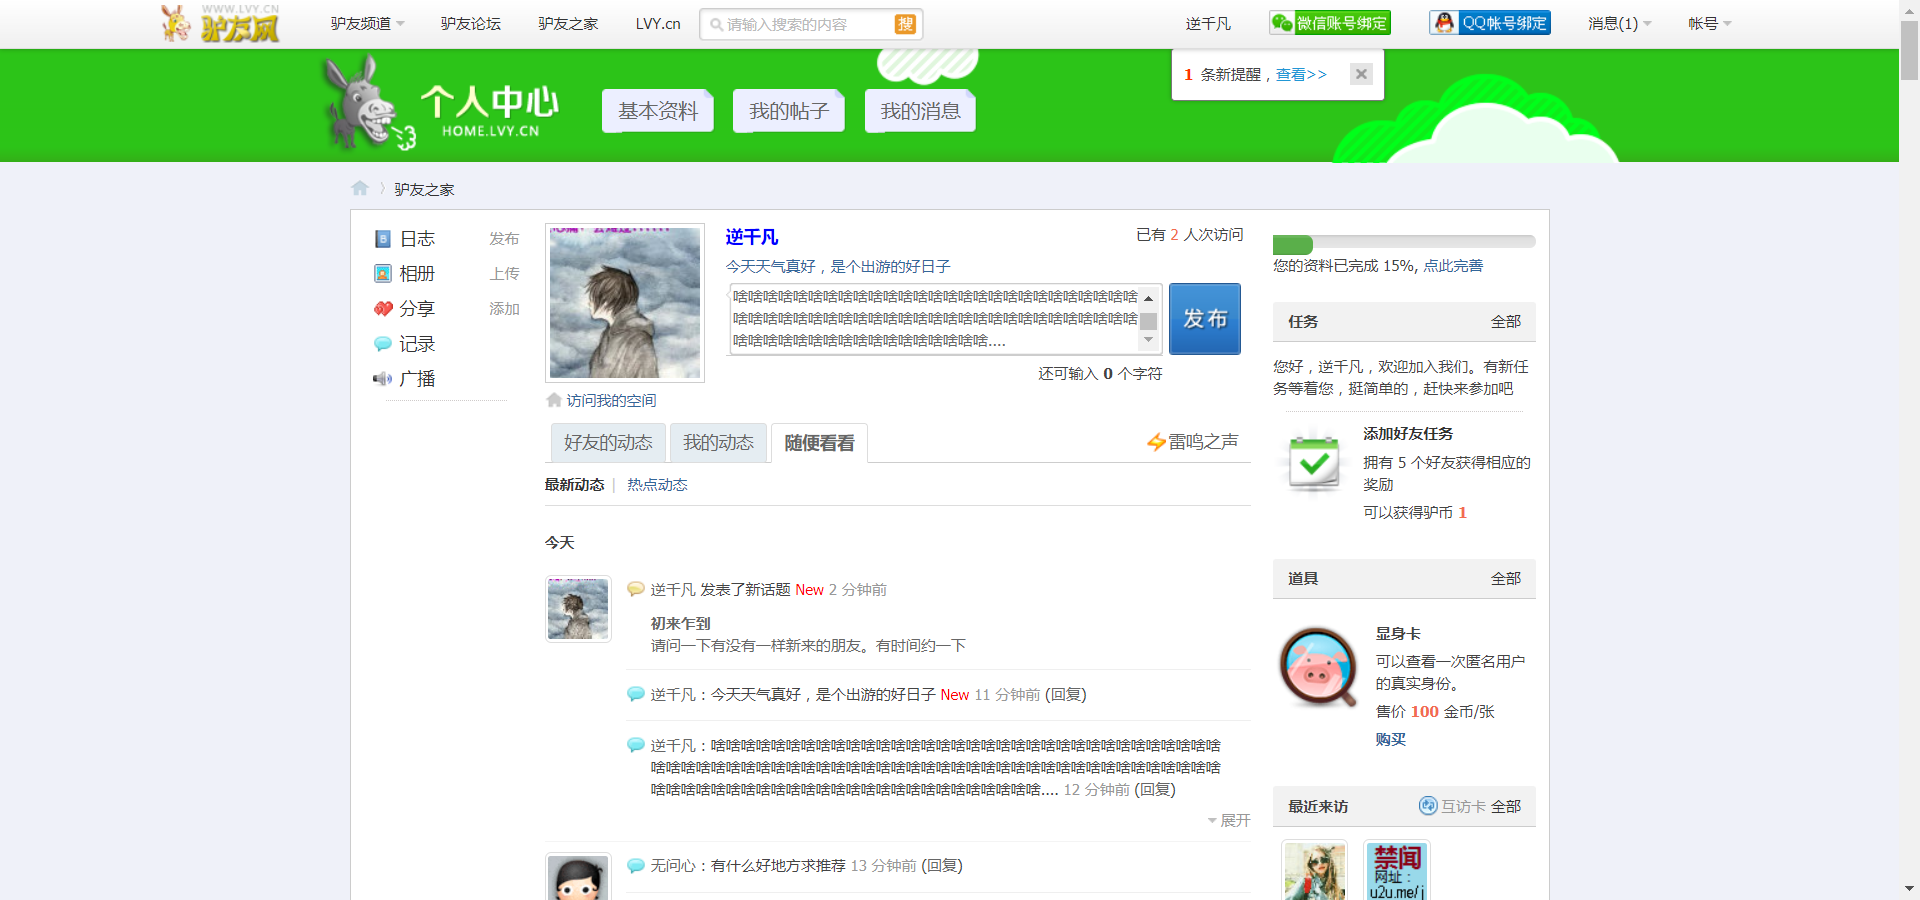 WWW.LVY.CN
驴友网
驴友频道
驴友论坛
驴友之家
LVY.cn
请输入搜索的内容
搜
逆千凡
微信账号绑定
QQ帐号绑定
消息(1)
帐号
1 条新提醒，查看>>
个人中心
HOME.LVY.CN
基本资料
我的帖子
我的消息
驴友之家
日志 发布
相册 上传
分享 添加
记录
广播
逆千凡
已有 2 人次访问
今天天气真好，是个出游的好日子
啥啥啥啥啥啥啥啥啥啥啥啥啥啥啥啥啥啥啥啥啥啥啥啥啥啥啥
啥啥啥啥啥啥啥啥啥啥啥啥啥啥啥啥啥啥啥啥啥啥啥啥啥啥啥
啥啥啥啥啥啥啥啥啥啥啥啥啥啥啥啥啥....
发布
还可输入 0 个字符
访问我的空间
好友的动态
我的动态
随便看看
雷鸣之声
最新动态 | 热点动态
今天
逆千凡 发表了新话题 New 2 分钟前
初来乍到
请问一下有没有一样新来的朋友。有时间约一下
逆千凡：今天天气真好，是个出游的好日子 New 11 分钟前 (回复)
逆千凡：啥啥啥啥啥啥啥啥啥啥啥啥啥啥啥啥啥啥啥啥啥啥啥啥啥啥啥啥啥啥啥啥啥啥
啥啥啥啥啥啥啥啥啥啥啥啥啥啥啥啥啥啥啥啥啥啥啥啥啥啥啥啥啥啥啥啥啥啥啥啥啥啥
啥啥啥啥啥啥啥啥啥啥啥啥啥啥啥啥啥啥啥啥啥啥啥啥啥啥.... 12 分钟前 (回复)
展开
无问心：有什么好地方求推荐 13 分钟前 (回复)
您的资料已完成 15%, 点此完善
任务 全部
您好，逆千凡，欢迎加入我们。有新任
务等着您，挺简单的，赶快来参加吧
添加好友任务
拥有 5 个好友获得相应的
奖励
可以获得驴币 1
道具 全部
显身卡
可以查看一次匿名用户
的真实身份。
售价 100 金币/张
购买
最近来访 互访卡 全部
禁闻
网址：
u2u.me/j